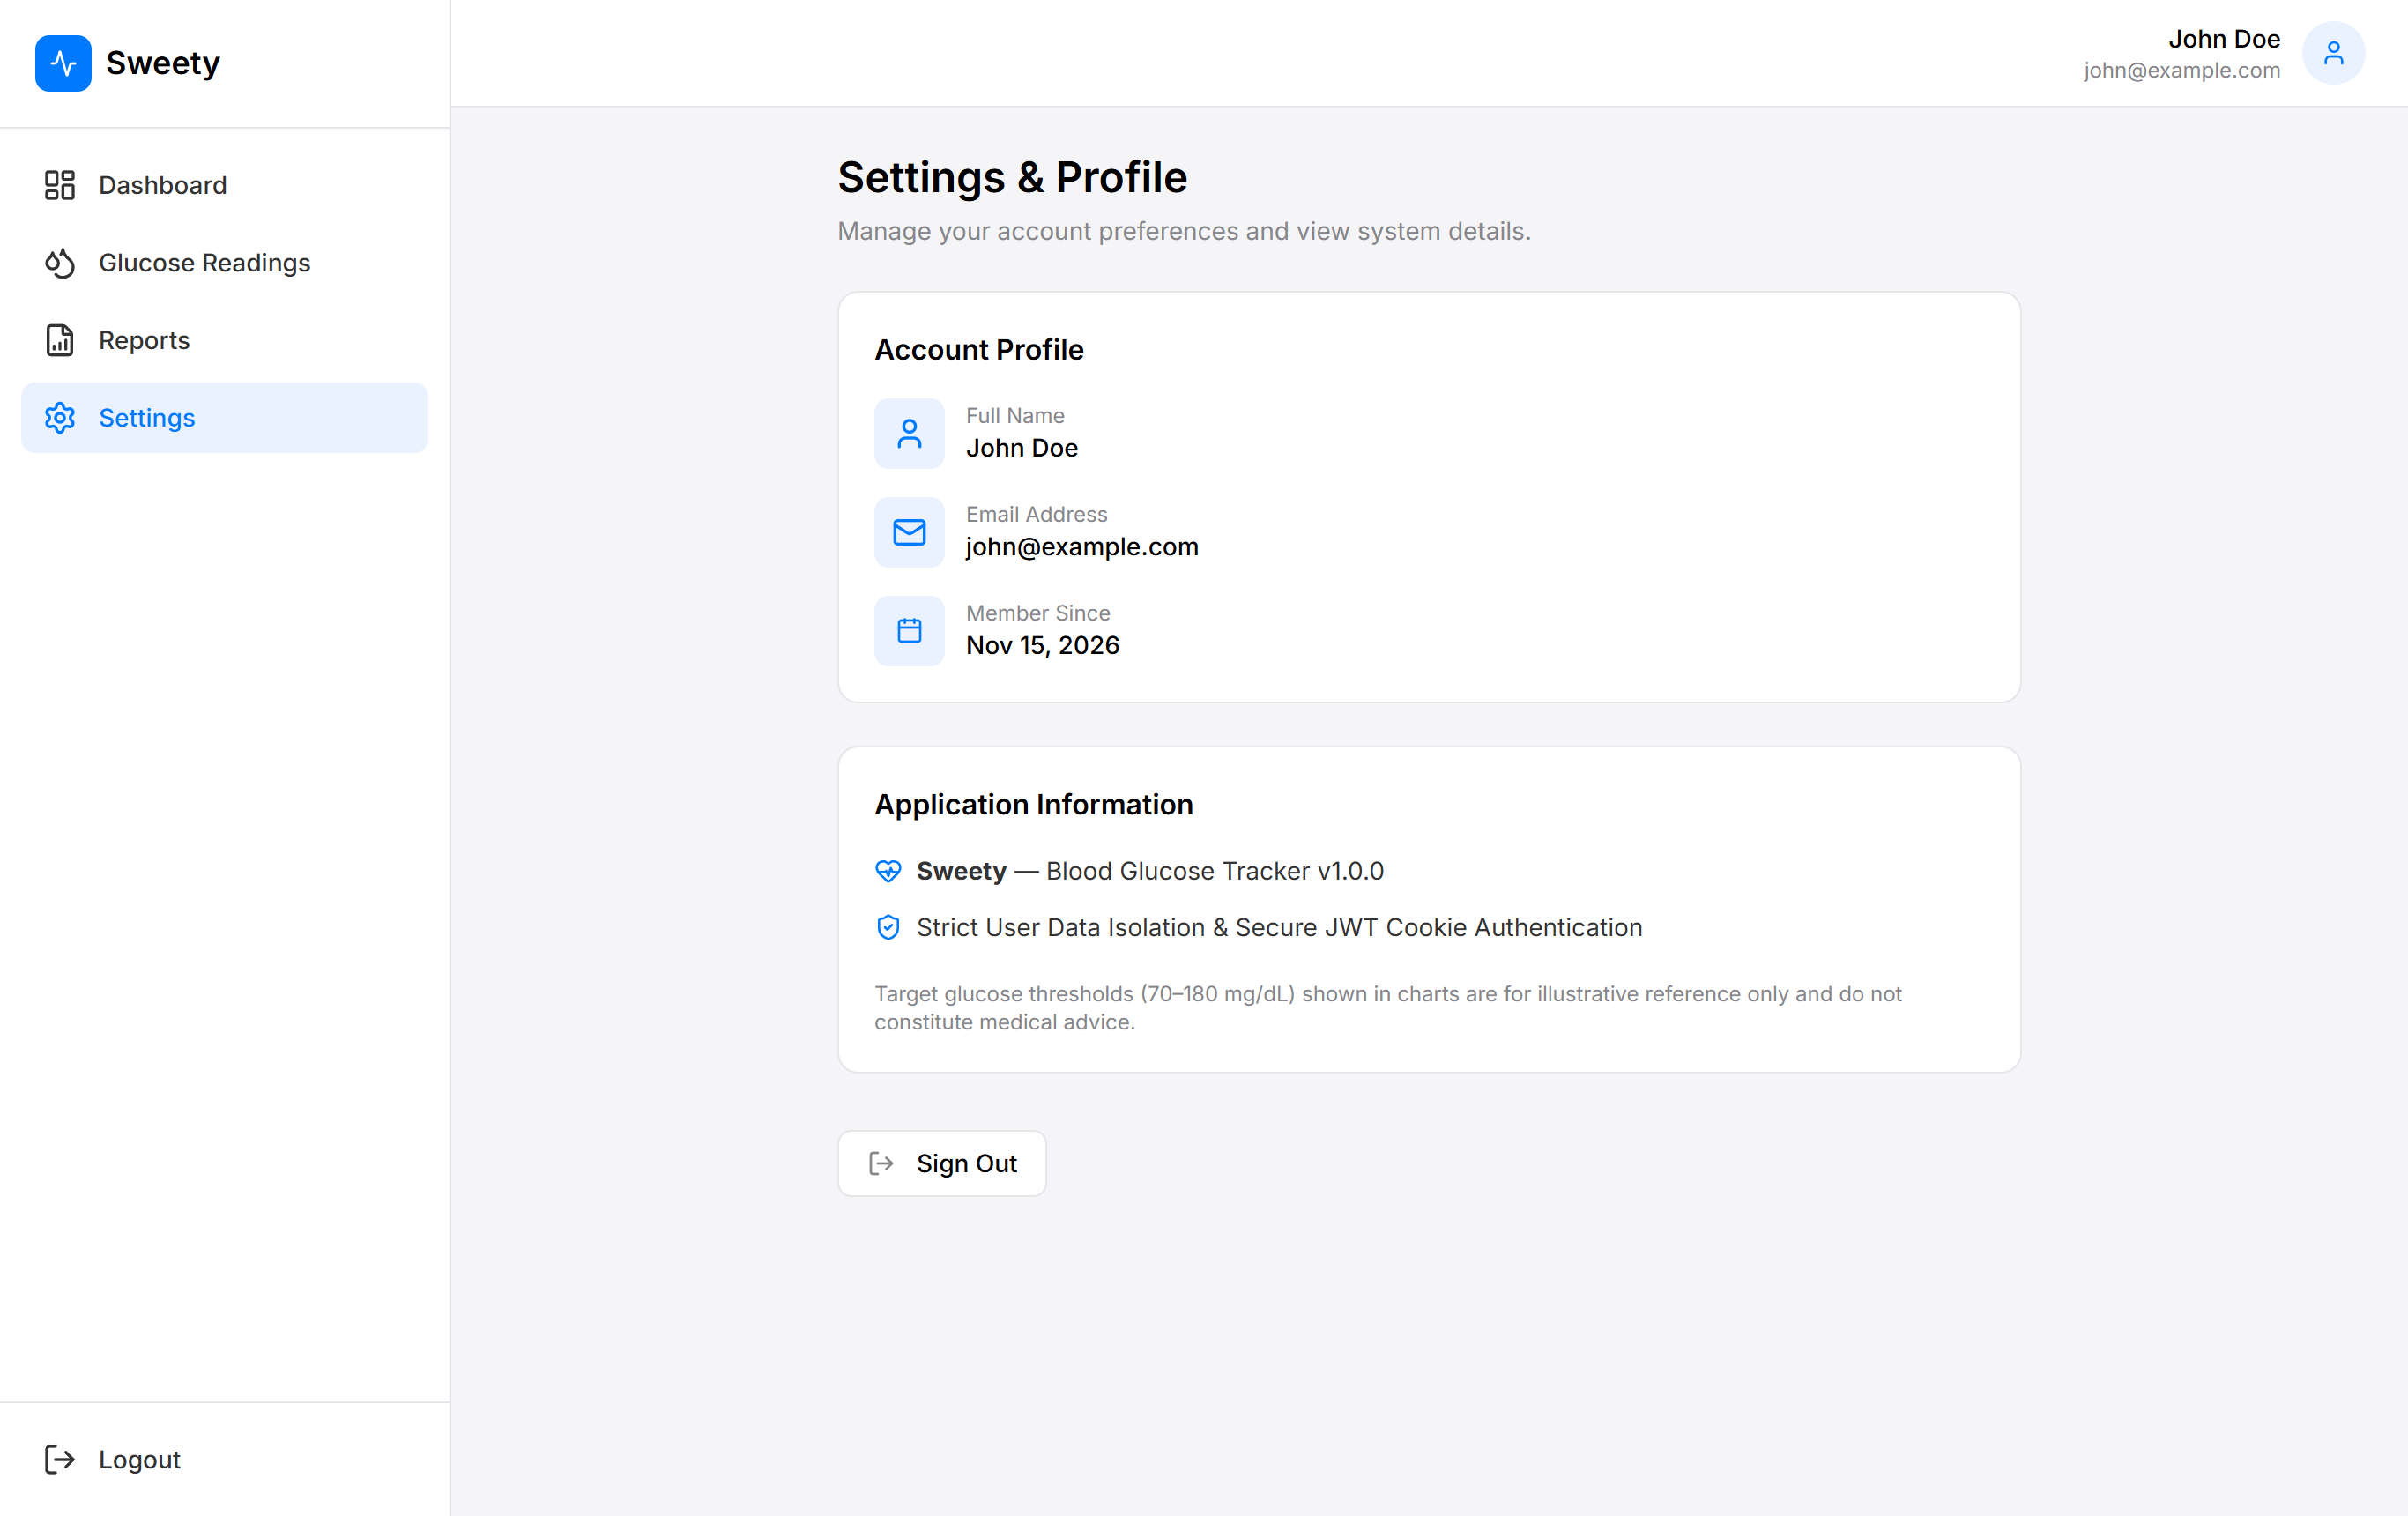 Sweety
Dashboard
Glucose Readings
Reports
Settings
Logout
John Doe
john@example.com
Settings & Profile
Manage your account preferences and view system details.
Account Profile
Full Name
John Doe
Email Address
john@example.com
Member Since
Nov 15, 2026
Application Information
Sweety — Blood Glucose Tracker v1.0.0
Strict User Data Isolation & Secure JWT Cookie Authentication
Target glucose thresholds (70–180 mg/dL) shown in charts are for illustrative reference only and do not
constitute medical advice.
Sign Out